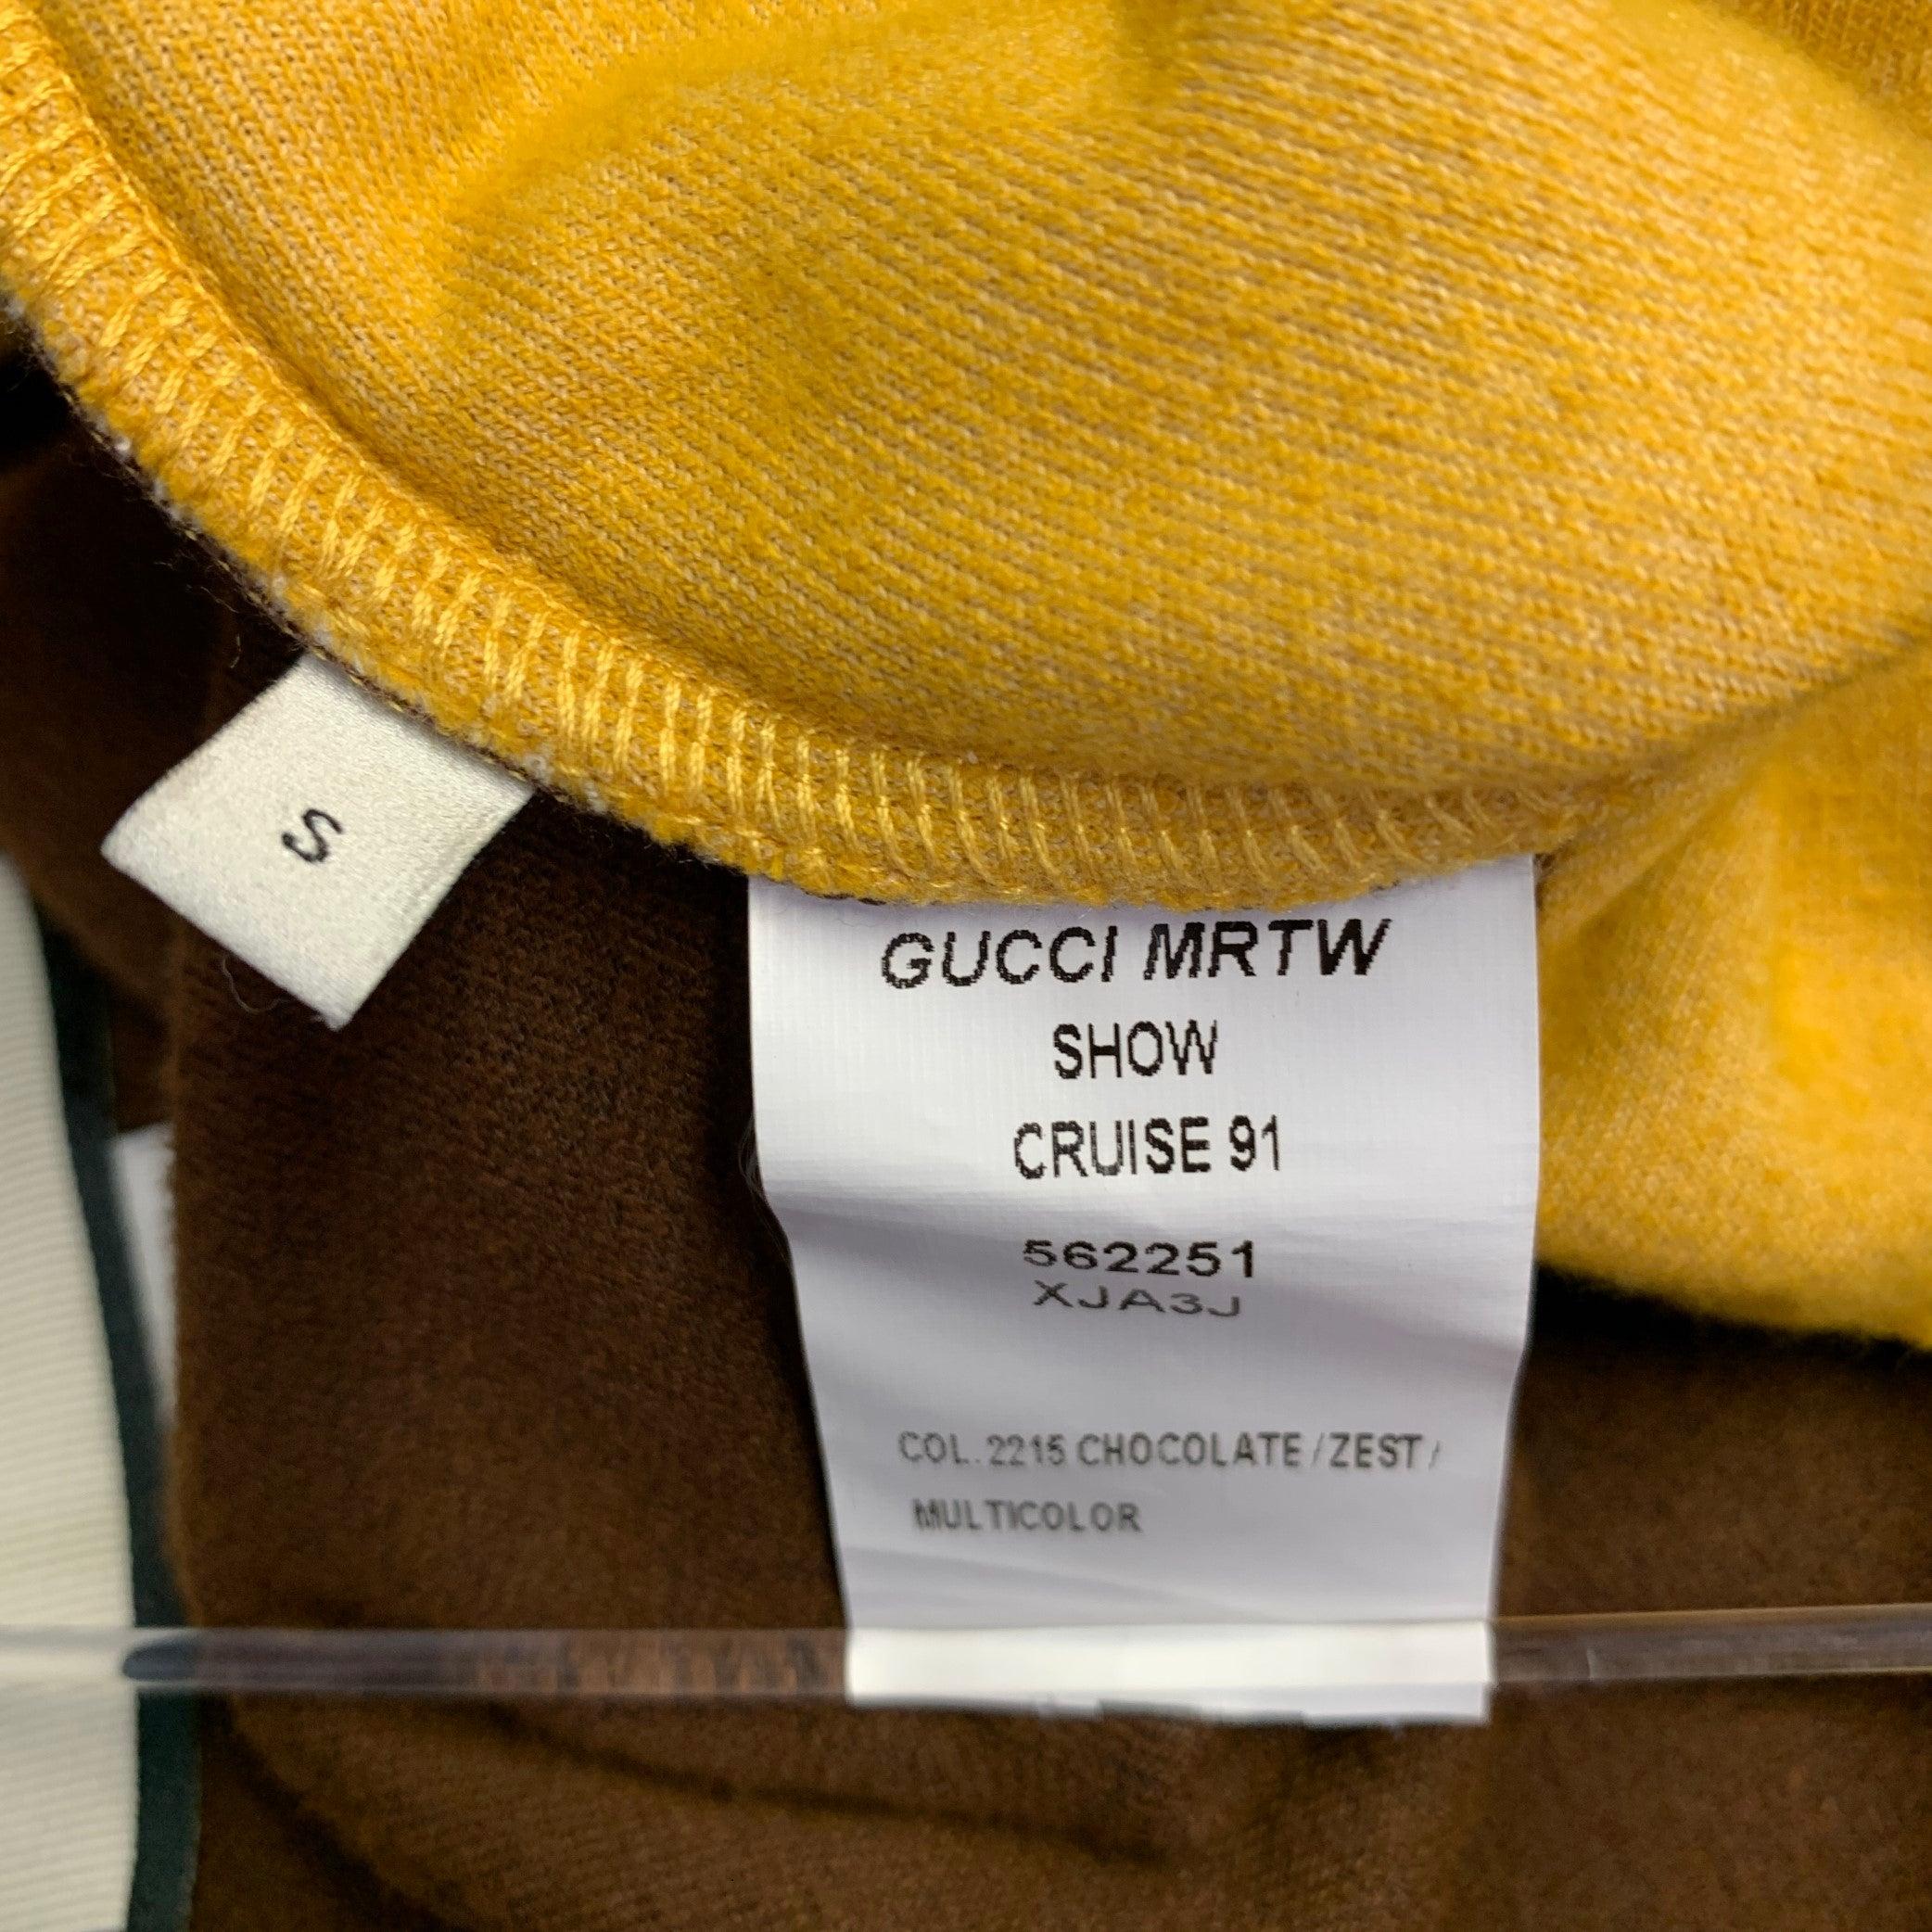 S
GUCCI MRTW
SHOW
CRUISE 91
562251
XJA3J
COL.2215 CHOCOLATE/ZEST/
MULTICOLOR